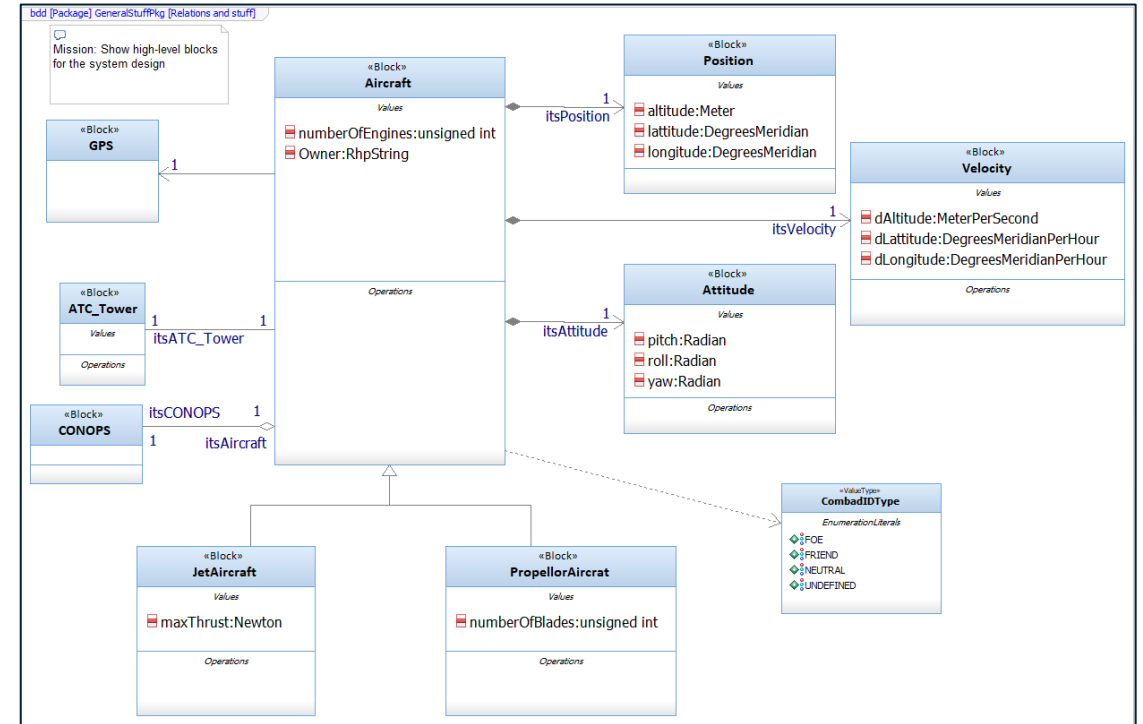 bdd [Package] GeneralStuffPkg [Relations and stuff]
Mission: Show high-level blocks
for the system design
«Block»
Aircraft
Values
numberOfEngines:unsigned int
Owner:RhpString
Operations
«Block»
Position
Values
altitude:Meter
lattitude:DegreesMeridian
longitude:DegreesMeridian
1
itsPosition
«Block»
GPS
1
«Block»
Velocity
Values
dAltitude:MeterPerSecond
dLattitude:DegreesMeridianPerHour
dLongitude:DegreesMeridianPerHour
Operations
1
itsVelocity
«Block»
Attitude
Values
pitch:Radian
roll:Radian
yaw:Radian
Operations
1
itsAttitude
«Block»
ATC_Tower
Values
Operations
1
1
itsATC_Tower
«Block»
CONOPS
itsCONOPS
1
1
itsAircraft
«ValueType»
CombadIDType
EnumerationLiterals
FOE
FRIEND
NEUTRAL
UNDEFINED
«Block»
JetAircraft
Values
maxThrust:Newton
Operations
«Block»
PropellorAircrat
Values
numberOfBlades:unsigned int
Operations